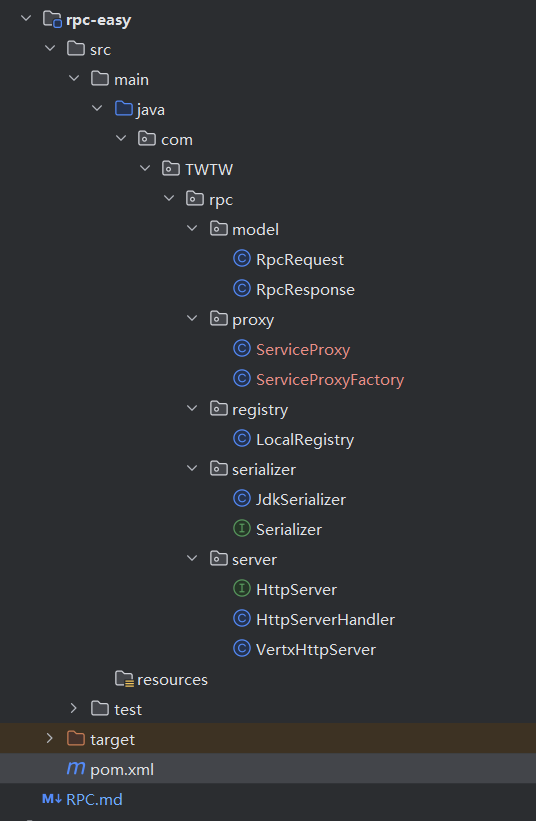 rpc-easy
src
main
java
com
TWTW
rpc
model
C RpcRequest
C RpcResponse
proxy
C ServiceProxy
C ServiceProxyFactory
registry
C LocalRegistry
serializer
C JdkSerializer
I Serializer
server
I HttpServer
C HttpServerHandler
C VertxHttpServer
resources
test
target
m pom.xml
M↓ RPC.md